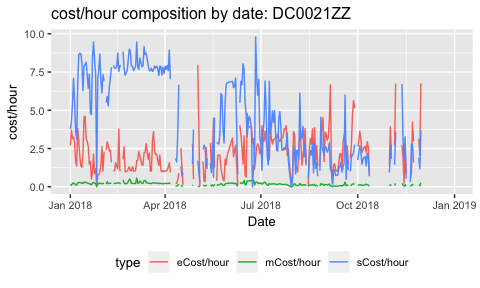 cost/hour composition by date: DC0021ZZ
10.0
7.5
5.0
2.5
0.0
cost/hour
Jan 2018 Apr 2018 Jul 2018 Oct 2018 Jan 2019
Date
type eCost/hour mCost/hour sCost/hour